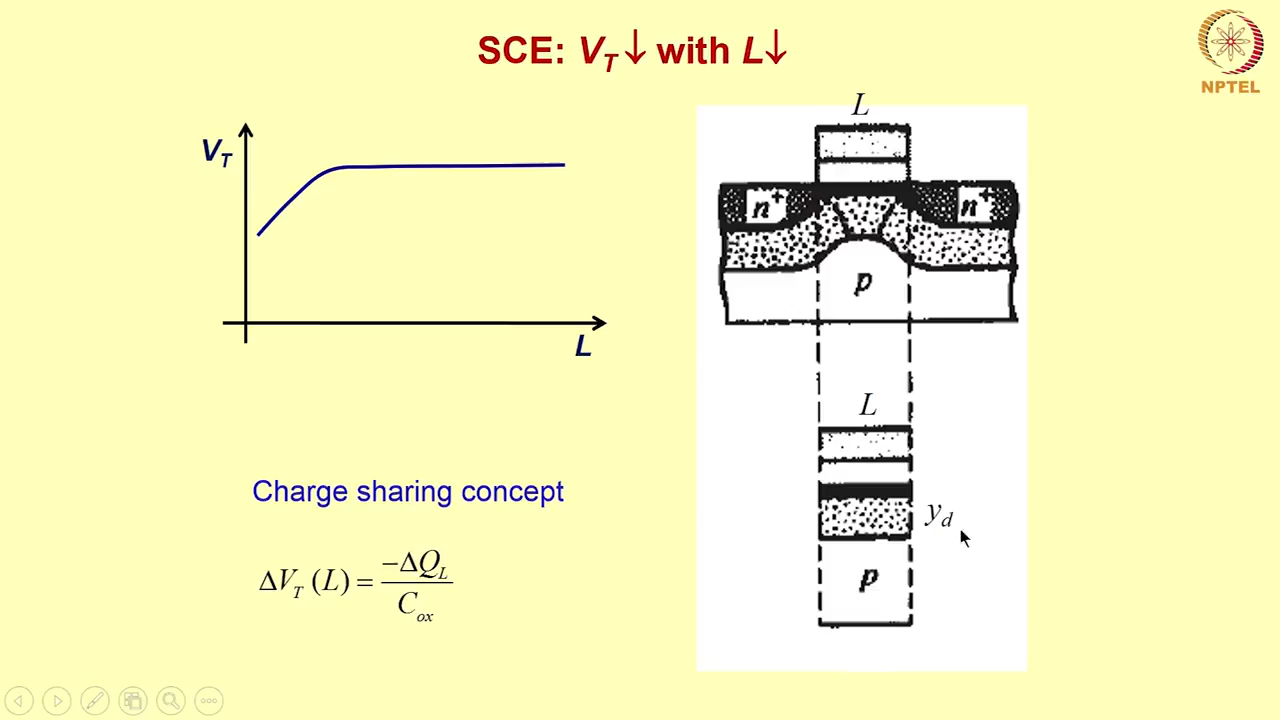 SCE: V_T ↓ with L↓
NPTEL
V_T
L
L
n⁺ n⁺
p
L
y_d
p
Charge sharing concept
ΔV_T (L) = −ΔQ_L / C_ox